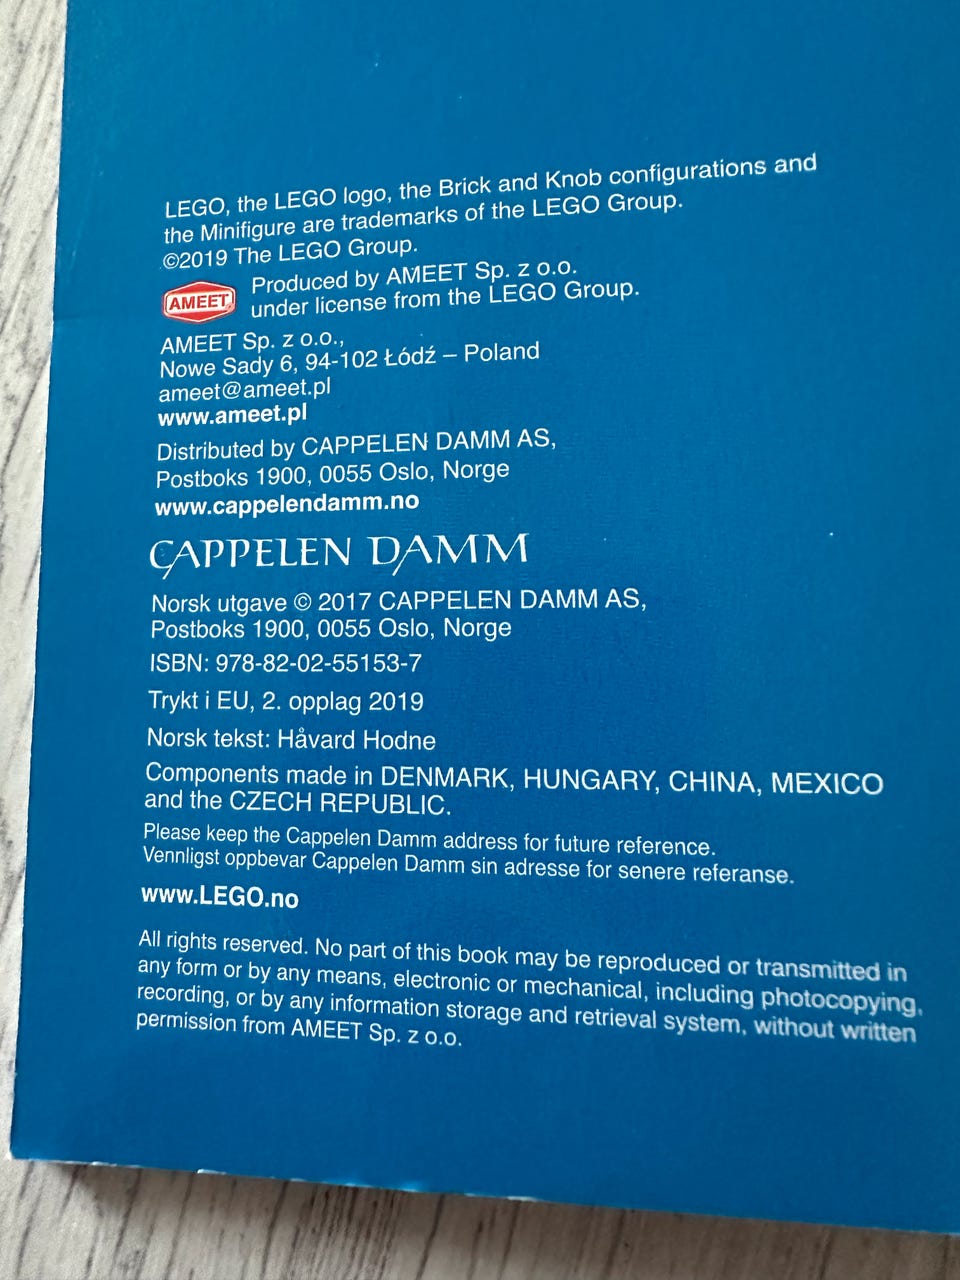 LEGO, the LEGO logo, the Brick and Knob configurations and
the Minifigure are trademarks of the LEGO Group.
©2019 The LEGO Group.
AMEET
Produced by AMEET Sp. z o.o.
under license from the LEGO Group.
AMEET Sp. z o.o.,
Nowe Sady 6, 94-102 Łódź – Poland
ameet@ameet.pl
www.ameet.pl
Distributed by CAPPELEN DAMM AS,
Postboks 1900, 0055 Oslo, Norge
www.cappelendamm.no
CAPPELEN DAMM
Norsk utgave © 2017 CAPPELEN DAMM AS,
Postboks 1900, 0055 Oslo, Norge
ISBN: 978-82-02-55153-7
Trykt i EU, 2. opplag 2019
Norsk tekst: Håvard Hodne
Components made in DENMARK, HUNGARY, CHINA, MEXICO
and the CZECH REPUBLIC.
Please keep the Cappelen Damm address for future reference.
Vennligst oppbevar Cappelen Damm sin adresse for senere referanse.
www.LEGO.no
All rights reserved. No part of this book may be reproduced or transmitted in
any form or by any means, electronic or mechanical, including photocopying,
recording, or by any information storage and retrieval system, without written
permission from AMEET Sp. z o.o.